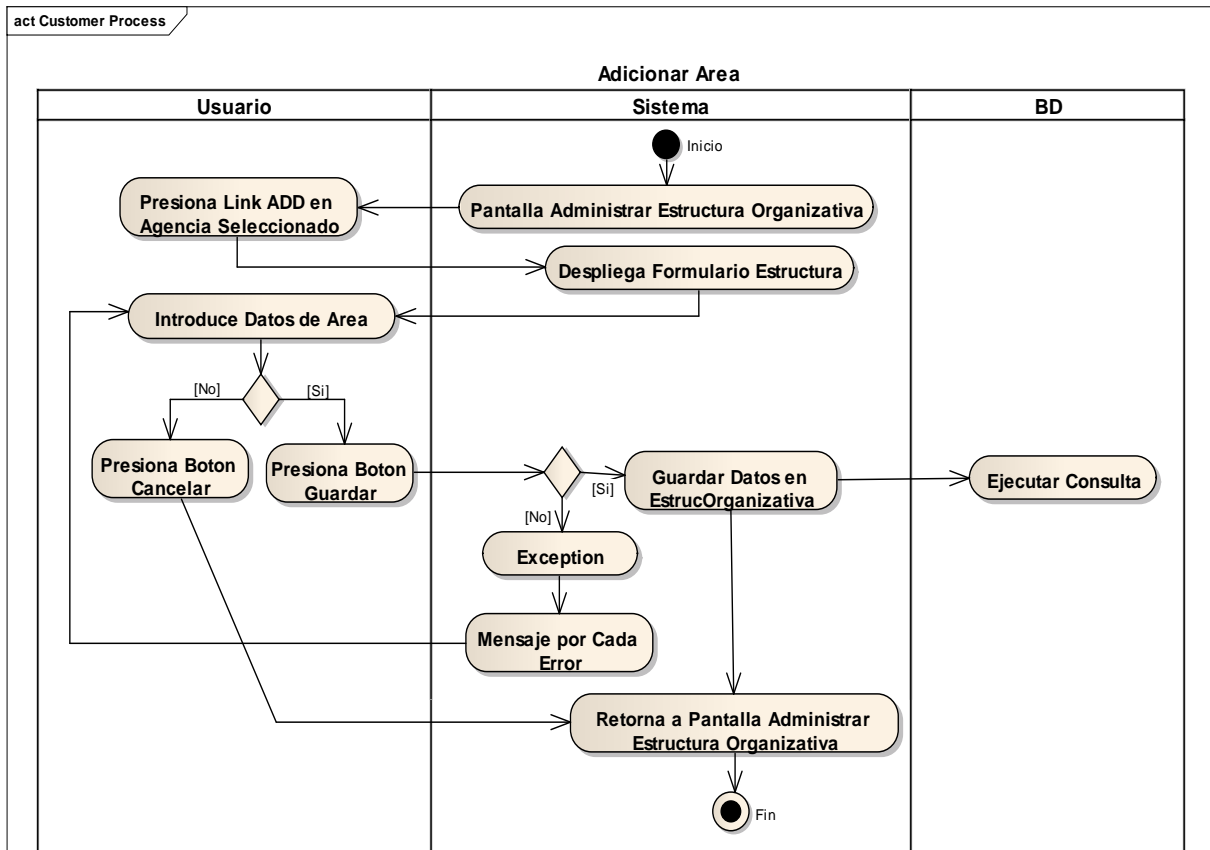 act Customer Process
Adicionar Area
Usuario
Sistema
BD
Inicio
Presiona Link ADD en
Agencia Seleccionado
Pantalla Administrar Estructura Organizativa
Despliega Formulario Estructura
Introduce Datos de Area
[No]
[Si]
Presiona Boton
Cancelar
Presiona Boton
Guardar
[Si]
[No]
Guardar Datos en
EstrucOrganizativa
Ejecutar Consulta
Exception
Mensaje por Cada
Error
Retorna a Pantalla Administrar
Estructura Organizativa
Fin